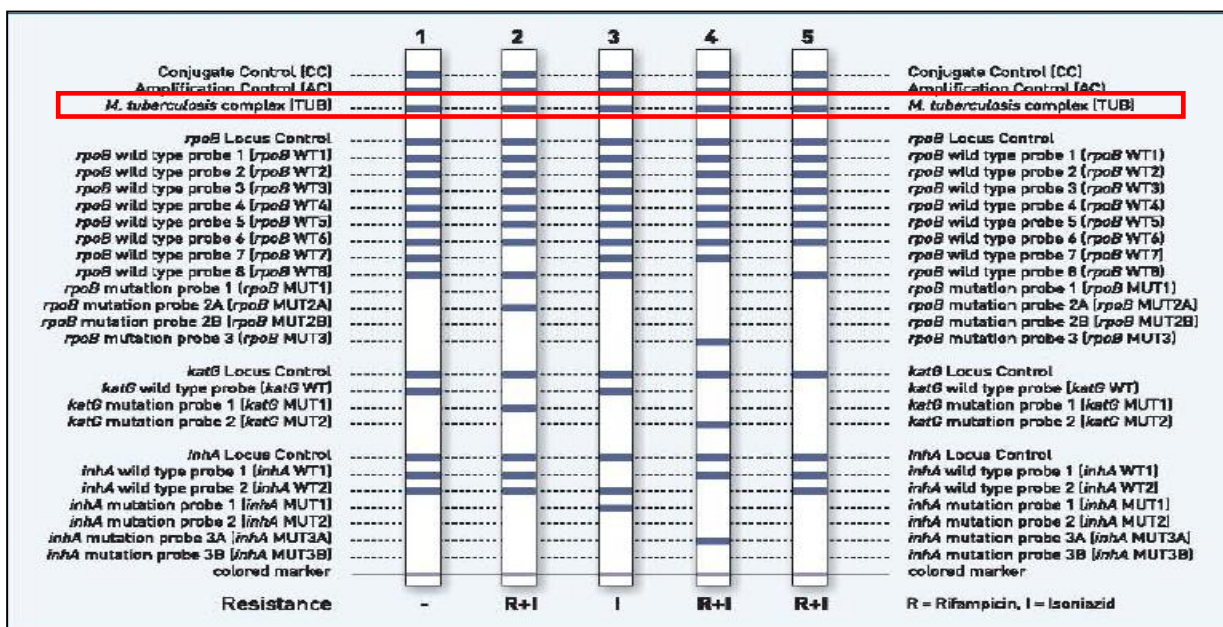 1 2 3 4 5
Conjugate Control (CC) Conjugate Control (CC)
Amplification Control (AC) Amplification Control (AC)
M. tuberculosis complex (TUB) M. tuberculosis complex (TUB)
rpoB Locus Control rpoB Locus Control
rpoB wild type probe 1 (rpoB WT1) rpoB wild type probe 1 (rpoB WT1)
rpoB wild type probe 2 (rpoB WT2) rpoB wild type probe 2 (rpoB WT2)
rpoB wild type probe 3 (rpoB WT3) rpoB wild type probe 3 (rpoB WT3)
rpoB wild type probe 4 (rpoB WT4) rpoB wild type probe 4 (rpoB WT4)
rpoB wild type probe 5 (rpoB WT5) rpoB wild type probe 5 (rpoB WT5)
rpoB wild type probe 6 (rpoB WT6) rpoB wild type probe 6 (rpoB WT6)
rpoB wild type probe 7 (rpoB WT7) rpoB wild type probe 7 (rpoB WT7)
rpoB wild type probe 8 (rpoB WT8) rpoB wild type probe 8 (rpoB WT8)
rpoB mutation probe 1 (rpoB MUT1) rpoB mutation probe 1 (rpoB MUT1)
rpoB mutation probe 2A (rpoB MUT2A) rpoB mutation probe 2A (rpoB MUT2A)
rpoB mutation probe 2B (rpoB MUT2B) rpoB mutation probe 2B (rpoB MUT2B)
rpoB mutation probe 3 (rpoB MUT3) rpoB mutation probe 3 (rpoB MUT3)
katG Locus Control katG Locus Control
katG wild type probe (katG WT) katG wild type probe (katG WT)
katG mutation probe 1 (katG MUT1) katG mutation probe 1 (katG MUT1)
katG mutation probe 2 (katG MUT2) katG mutation probe 2 (katG MUT2)
inhA Locus Control inhA Locus Control
inhA wild type probe 1 (inhA WT1) inhA wild type probe 1 (inhA WT1)
inhA wild type probe 2 (inhA WT2) inhA wild type probe 2 (inhA WT2)
inhA mutation probe 1 (inhA MUT1) inhA mutation probe 1 (inhA MUT1)
inhA mutation probe 2 (inhA MUT2) inhA mutation probe 2 (inhA MUT2)
inhA mutation probe 3A (inhA MUT3A) inhA mutation probe 3A (inhA MUT3A)
inhA mutation probe 3B (inhA MUT3B) inhA mutation probe 3B (inhA MUT3B)
colored marker colored marker
Resistance - R+I I R+I R+I R = Rifampicin, I = Isoniazid